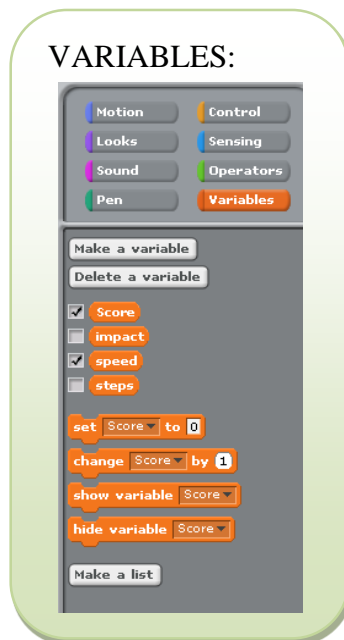 VARIABLES:
Motion Control
Looks Sensing
Sound Operators
Pen Variables
Make a variable
Delete a variable
Score
impact
speed
steps
set Score to 0
change Score by 1
show variable Score
hide variable Score
Make a list